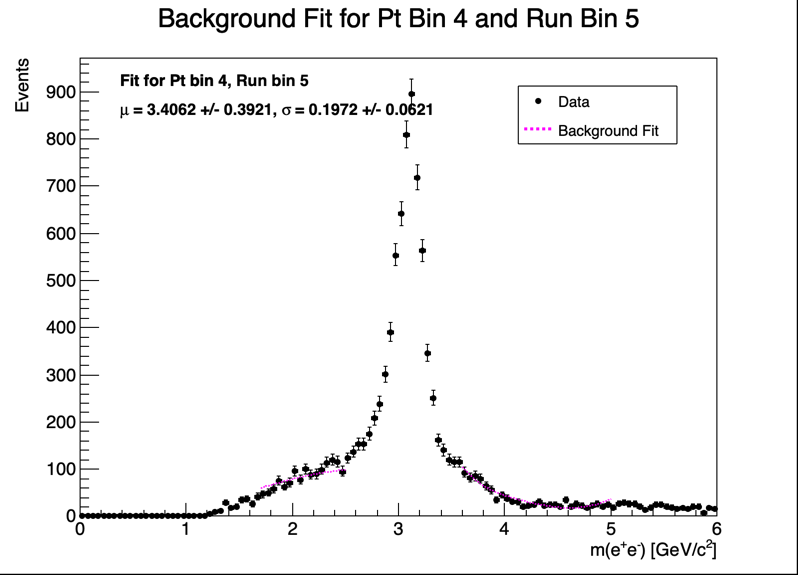 Background Fit for Pt Bin 4 and Run Bin 5
Events
Fit for Pt bin 4, Run bin 5
μ = 3.4062 +/- 0.3921, σ = 0.1972 +/- 0.0621
Data
Background Fit
900
800
700
600
500
400
300
200
100
0
0 1 2 3 4 5 6
m(e⁺e⁻) [GeV/c²]